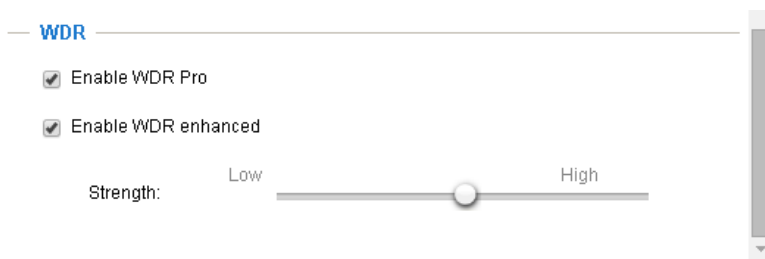 WDR
Enable WDR Pro
Enable WDR enhanced
Low High
Strength: